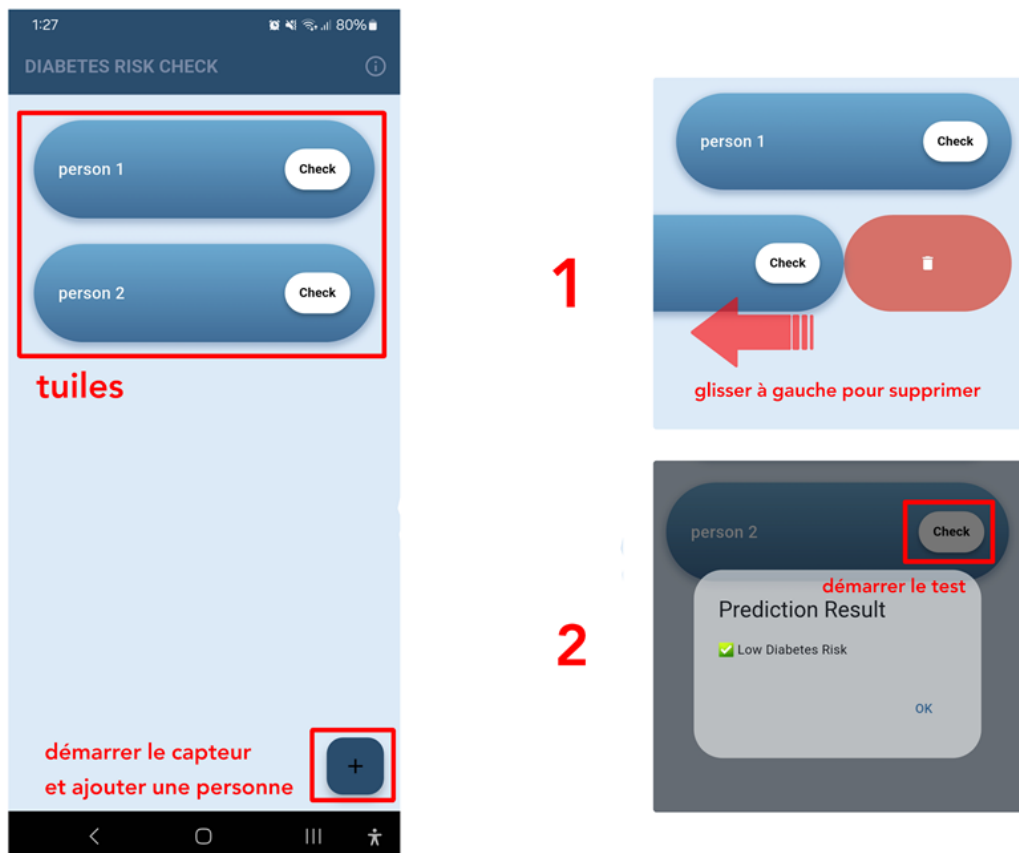 1:27
80%
DIABETES RISK CHECK
person 1
Check
person 2
Check
tuiles
démarrer le capteur
et ajouter une personne
+
1
person 1
Check
Check
glisser à gauche pour supprimer
2
person 2
Check
démarrer le test
Prediction Result
✅ Low Diabetes Risk
OK